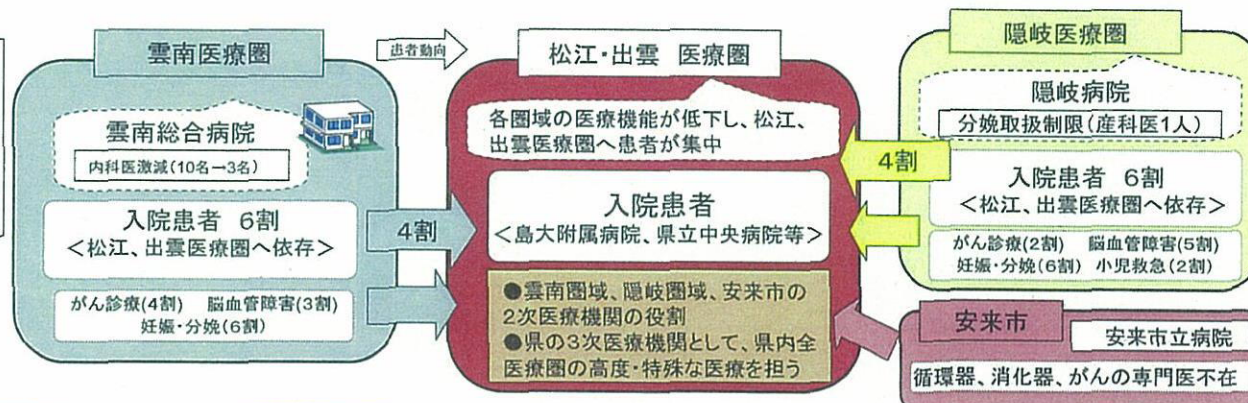 雲南医療圏
雲南総合病院
内科医激減(10名→3名)
入院患者 6割
<松江、出雲医療圏へ依存>
がん診療(4割) 脳血管障害(3割)
妊娠・分娩(6割)
患者動向
4割
松江・出雲 医療圏
各圏域の医療機能が低下し、松江、
出雲医療圏へ患者が集中
入院患者
<島大附属病院、県立中央病院等>
●雲南圏域、隠岐圏域、安来市の
2次医療機関の役割
●県の3次医療機関として、県内全
医療圏の高度・特殊な医療を担う
4割
隠岐医療圏
隠岐病院
分娩取扱制限(産科医1人)
入院患者 6割
<松江、出雲医療圏へ依存>
がん診療(2割) 脳血管障害(5割)
妊娠・分娩(6割) 小児救急(2割)
安来市
安来市立病院
循環器、消化器、がんの専門医不在